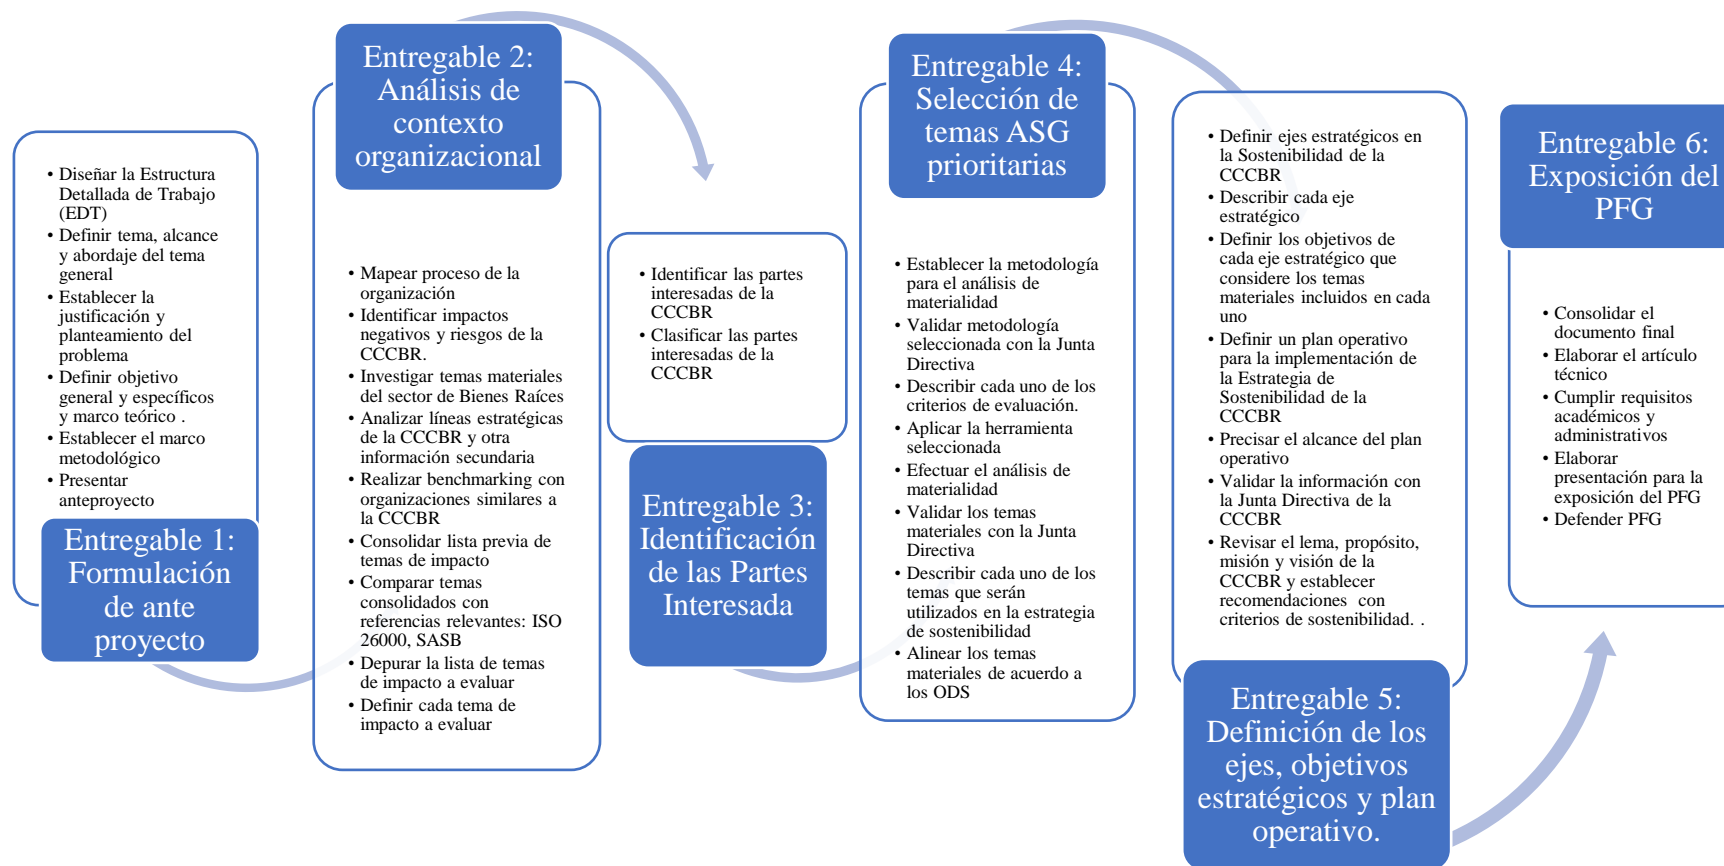 • Diseñar la Estructura
Detallada de Trabajo
(EDT)
• Definir tema, alcance
y abordaje del tema
general
• Establecer la
justificación y
planteamiento del
problema
• Definir objetivo
general y específicos
y marco teórico .
• Establecer el marco
metodológico
• Presentar
anteproyecto
Entregable 1:
Formulación
de ante
proyecto
Entregable 2:
Análisis de
contexto
organizacional
• Mapear proceso de la
organización
• Identificar impactos
negativos y riesgos de la
CCCBR.
• Investigar temas materiales
del sector de Bienes Raíces
• Analizar líneas estratégicas
de la CCCBR y otra
información secundaria
• Realizar benchmarking con
organizaciones similares a
la CCCBR
• Consolidar lista previa de
temas de impacto
• Comparar temas
consolidados con
referencias relevantes: ISO
26000, SASB
• Depurar la lista de temas
de impacto a evaluar
• Definir cada tema de
impacto a evaluar
• Identificar las partes
interesadas de la
CCCBR
• Clasificar las partes
interesadas de la
CCCBR
Entregable 3:
Identificación
de las Partes
Interesada
Entregable 4:
Selección de
temas ASG
prioritarias
• Establecer la metodología
para el análisis de
materialidad
• Validar metodología
seleccionada con la Junta
Directiva
• Describir cada uno de los
criterios de evaluación.
• Aplicar la herramienta
seleccionada
• Efectuar el análisis de
materialidad
• Validar los temas
materiales con la Junta
Directiva
• Describir cada uno de los
temas que serán
utilizados en la estrategia
de sostenibilidad
• Alinear los temas
materiales de acuerdo a
los ODS
• Definir ejes estratégicos en
la Sostenibilidad de la
CCCBR
• Describir cada eje
estratégico
• Definir los objetivos de
cada eje estratégico que
considere los temas
materiales incluidos en cada
uno
• Definir un plan operativo
para la implementación de
la Estrategia de
Sostenibilidad de la
CCCBR
• Precisar el alcance del plan
operativo
• Validar la información con
la Junta Directiva de la
CCCBR
• Revisar el lema, propósito,
misión y visión de la
CCCBR y establecer
recomendaciones con
criterios de sostenibilidad. .
Entregable 5:
Definición de los
ejes, objetivos
estratégicos y plan
operativo.
Entregable 6:
Exposición del
PFG
• Consolidar el
documento final
• Elaborar el artículo
técnico
• Cumplir requisitos
académicos y
administrativos
• Elaborar
presentación para la
exposición del PFG
• Defender PFG